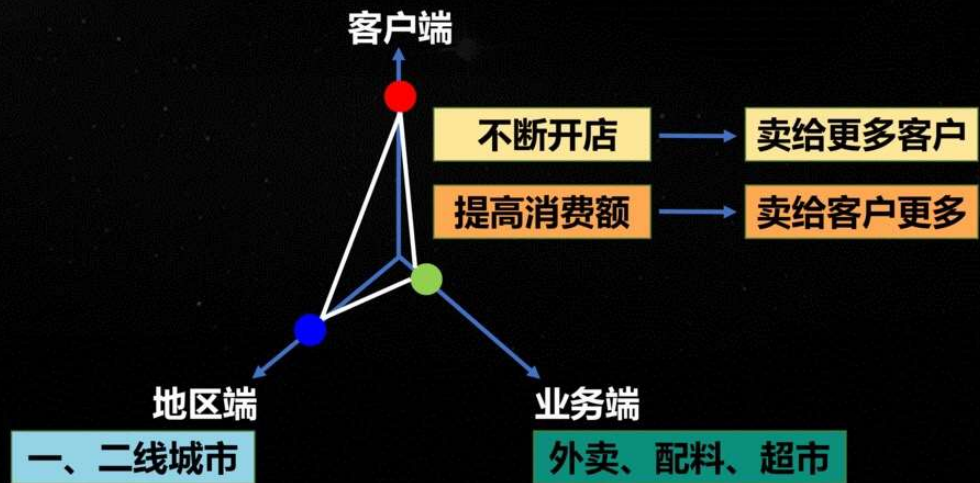 客户端
不断开店
卖给更多客户
提高消费额
卖给客户更多
地区端
业务端
一、二线城市
外卖、配料、超市